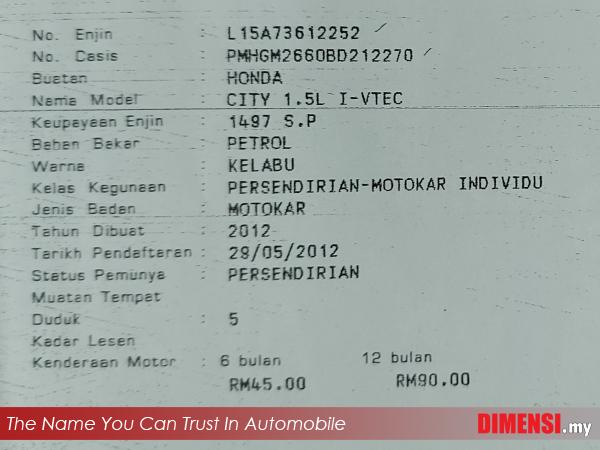 No. Enjin : L15A73612252
No. Casis : PMHGM2660BD212270
Buatan : HONDA
Nama Model : CITY 1.5L I-VTEC
Keupayaan Enjin : 1497 S.P
Bahan Bakar : PETROL
Warna : KELABU
Kelas Kegunaan : PERSENDIRIAN-MOTOKAR INDIVIDU
Jenis Badan : MOTOKAR
Tahun Dibuat : 2012
Tarikh Pendaftaran : 29/05/2012
Status Pemunya : PERSENDIRIAN
Muatan Tempat
Duduk : 5
Kadar Lesen
Kenderaan Motor : 6 bulan 12 bulan
RM45.00 RM90.00
The Name You Can Trust In Automobile DIMENSI.my